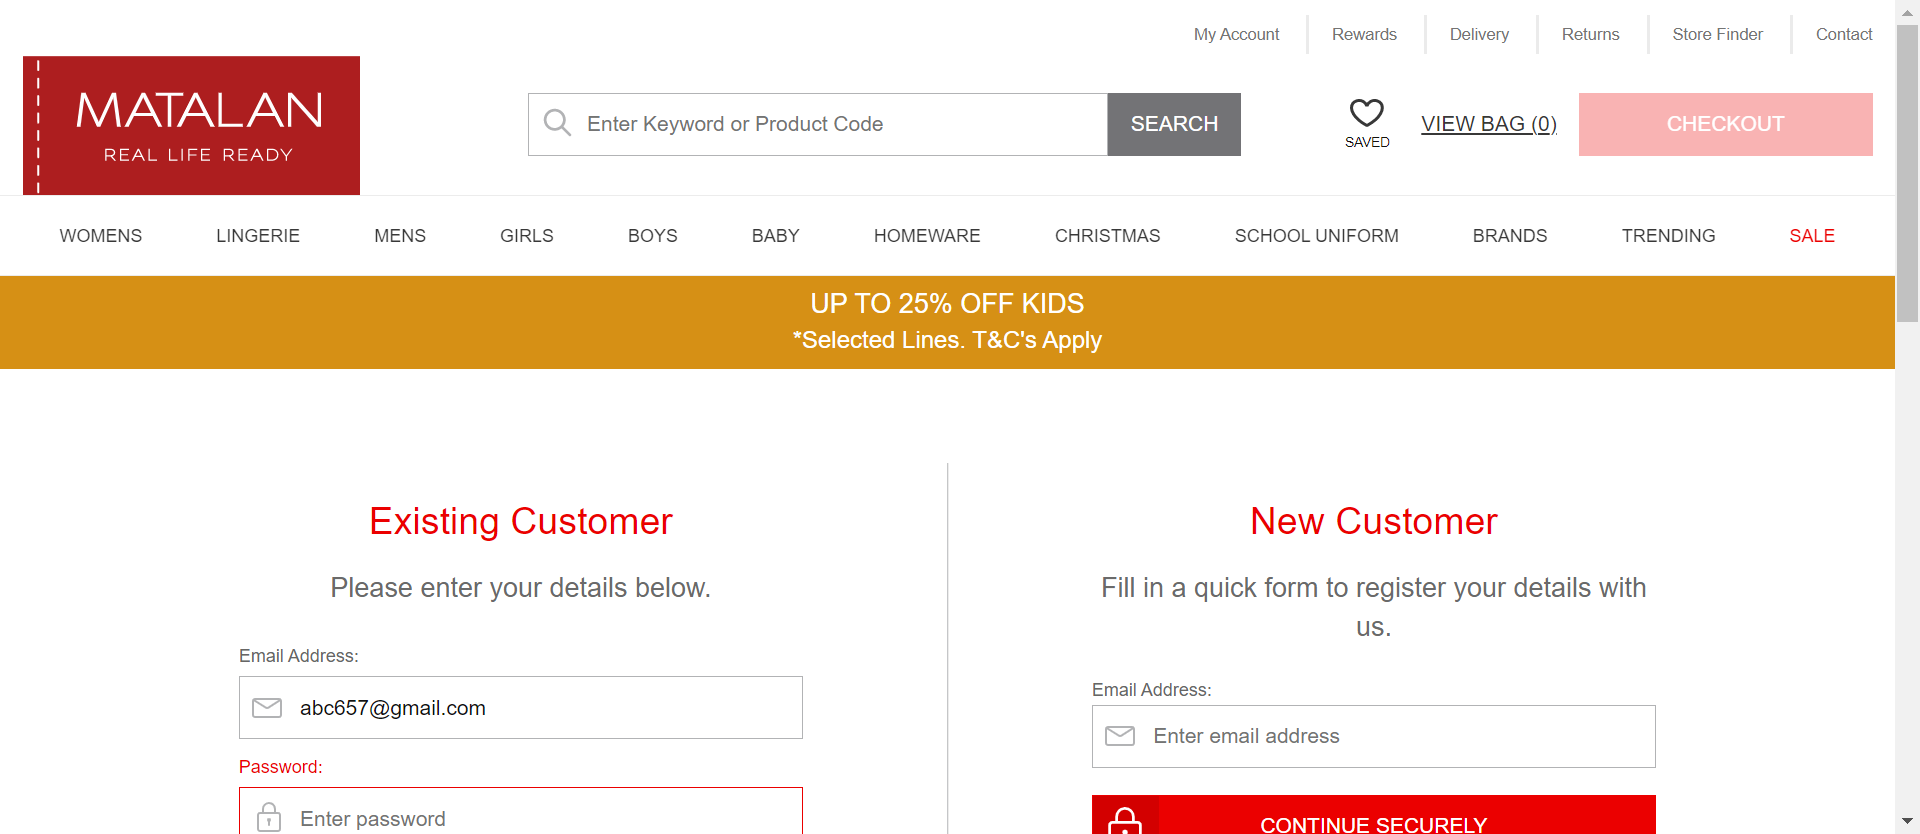 My Account
Rewards
Delivery
Returns
Store Finder
Contact
MATALAN
REAL LIFE READY
Enter Keyword or Product Code
SEARCH
SAVED
VIEW BAG (0)
CHECKOUT
WOMENS
LINGERIE
MENS
GIRLS
BOYS
BABY
HOMEWARE
CHRISTMAS
SCHOOL UNIFORM
BRANDS
TRENDING
SALE
UP TO 25% OFF KIDS
*Selected Lines. T&C's Apply
Existing Customer
Please enter your details below.
Email Address:
abc657@gmail.com
Password:
Enter password
New Customer
Fill in a quick form to register your details with
us.
Email Address:
Enter email address
CONTINUE SECURELY